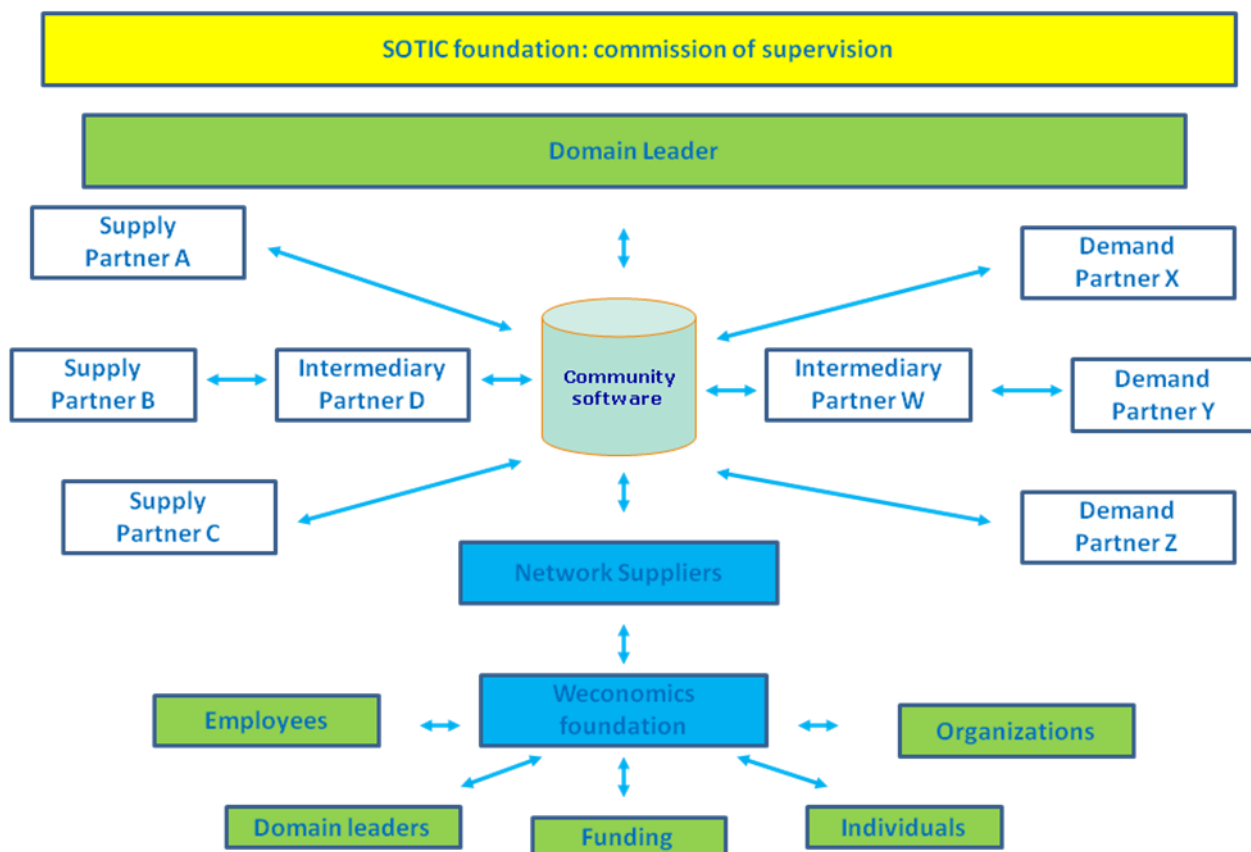 SOTIC foundation: commission of supervision
Domain Leader
Supply
Partner A
Demand
Partner X
Supply
Partner B
Intermediary
Partner D
Community
software
Intermediary
Partner W
Demand
Partner Y
Supply
Partner C
Demand
Partner Z
Network Suppliers
Weconomics
foundation
Employees
Organizations
Domain leaders
Funding
Individuals